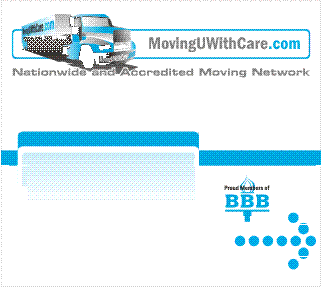 MovingUWithCare.com
Nationwide and Accredited Moving Network
Proud Members of
BBB